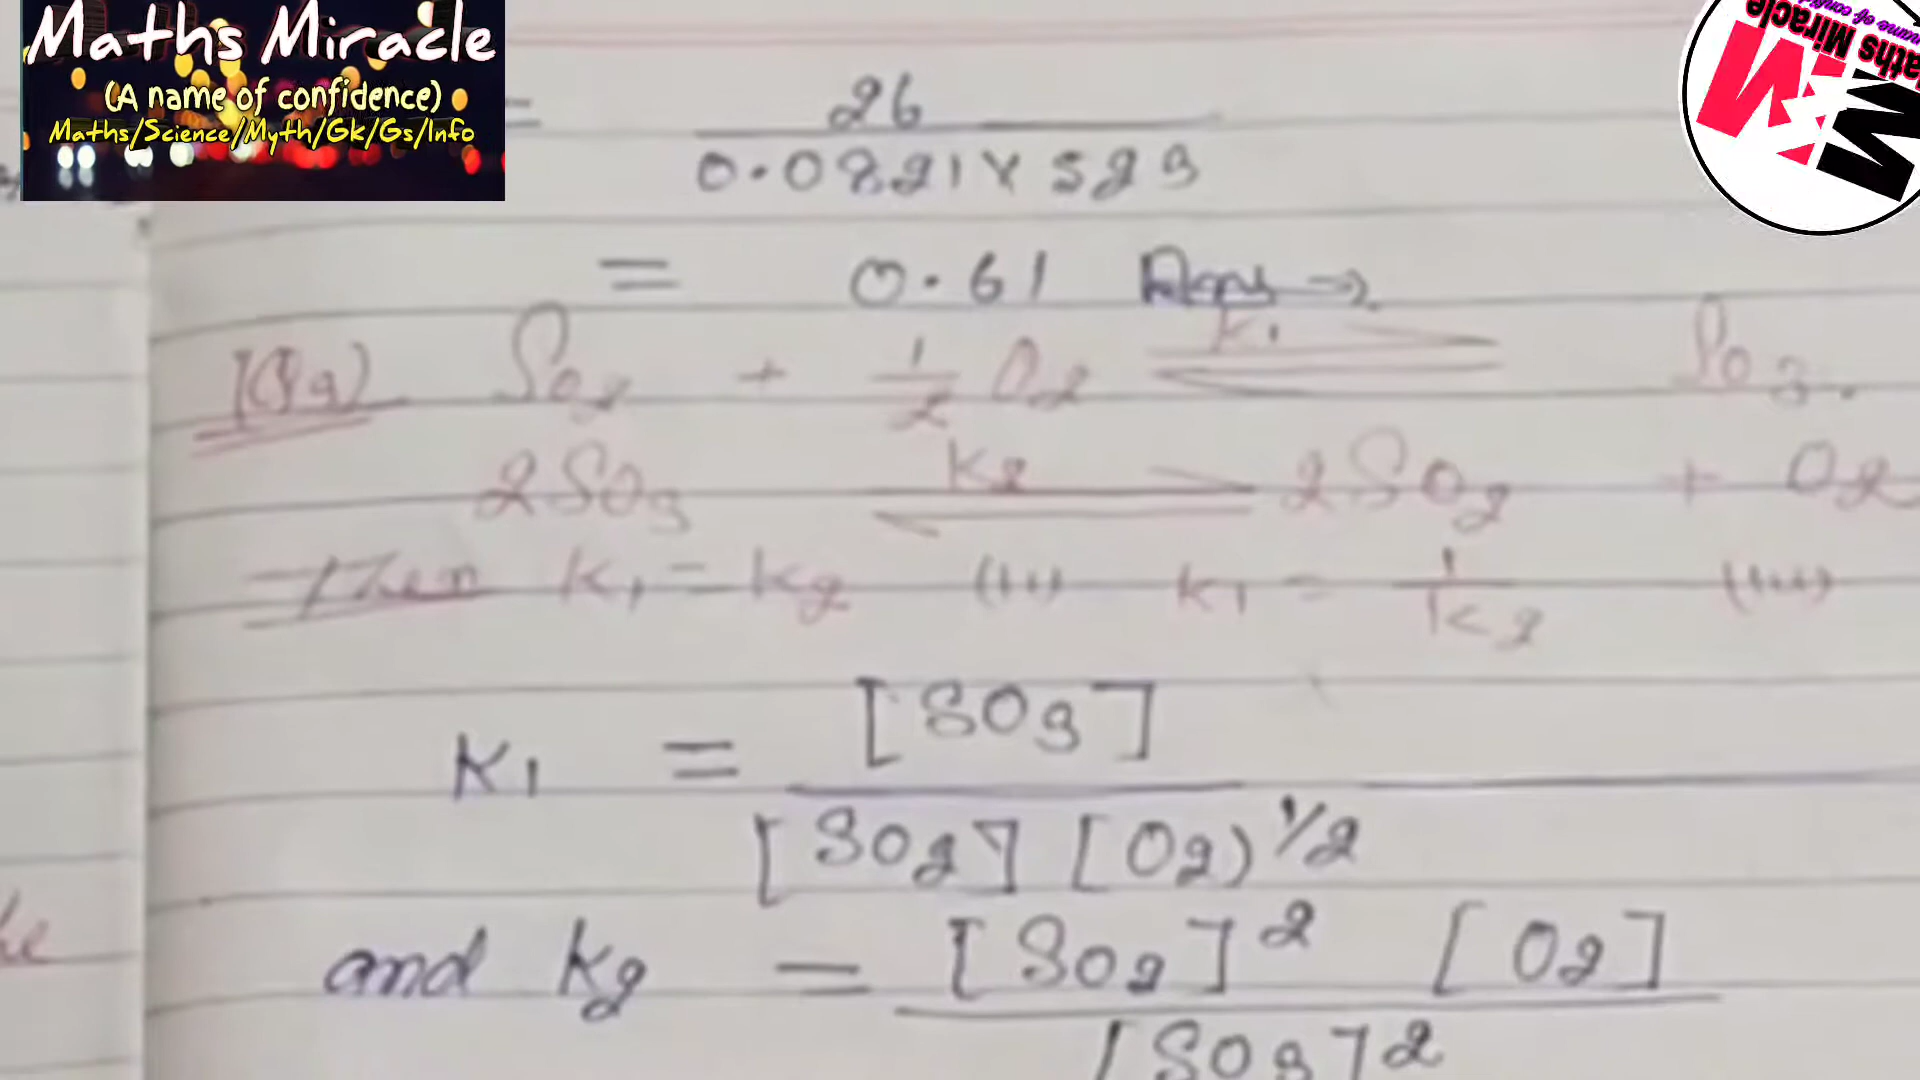 Maths Miracle
(A name of confidence)
Maths/Science/Myth/Gk/Gs/Info
Maths Miracle
= 26 / 0.0821 × 523
= 0.61 Ans →
SO2 + 1/2 O2 ⇌ K1 SO3.
2SO3 ⇌ K2 2SO2 + O2
Then K1 = K2 (ii) K1 = 1/K2 (iii)
K1 = [SO3] / [SO2] [O2)^1/2
and K2 = [SO2]^2 [O2] / [SO3]^2